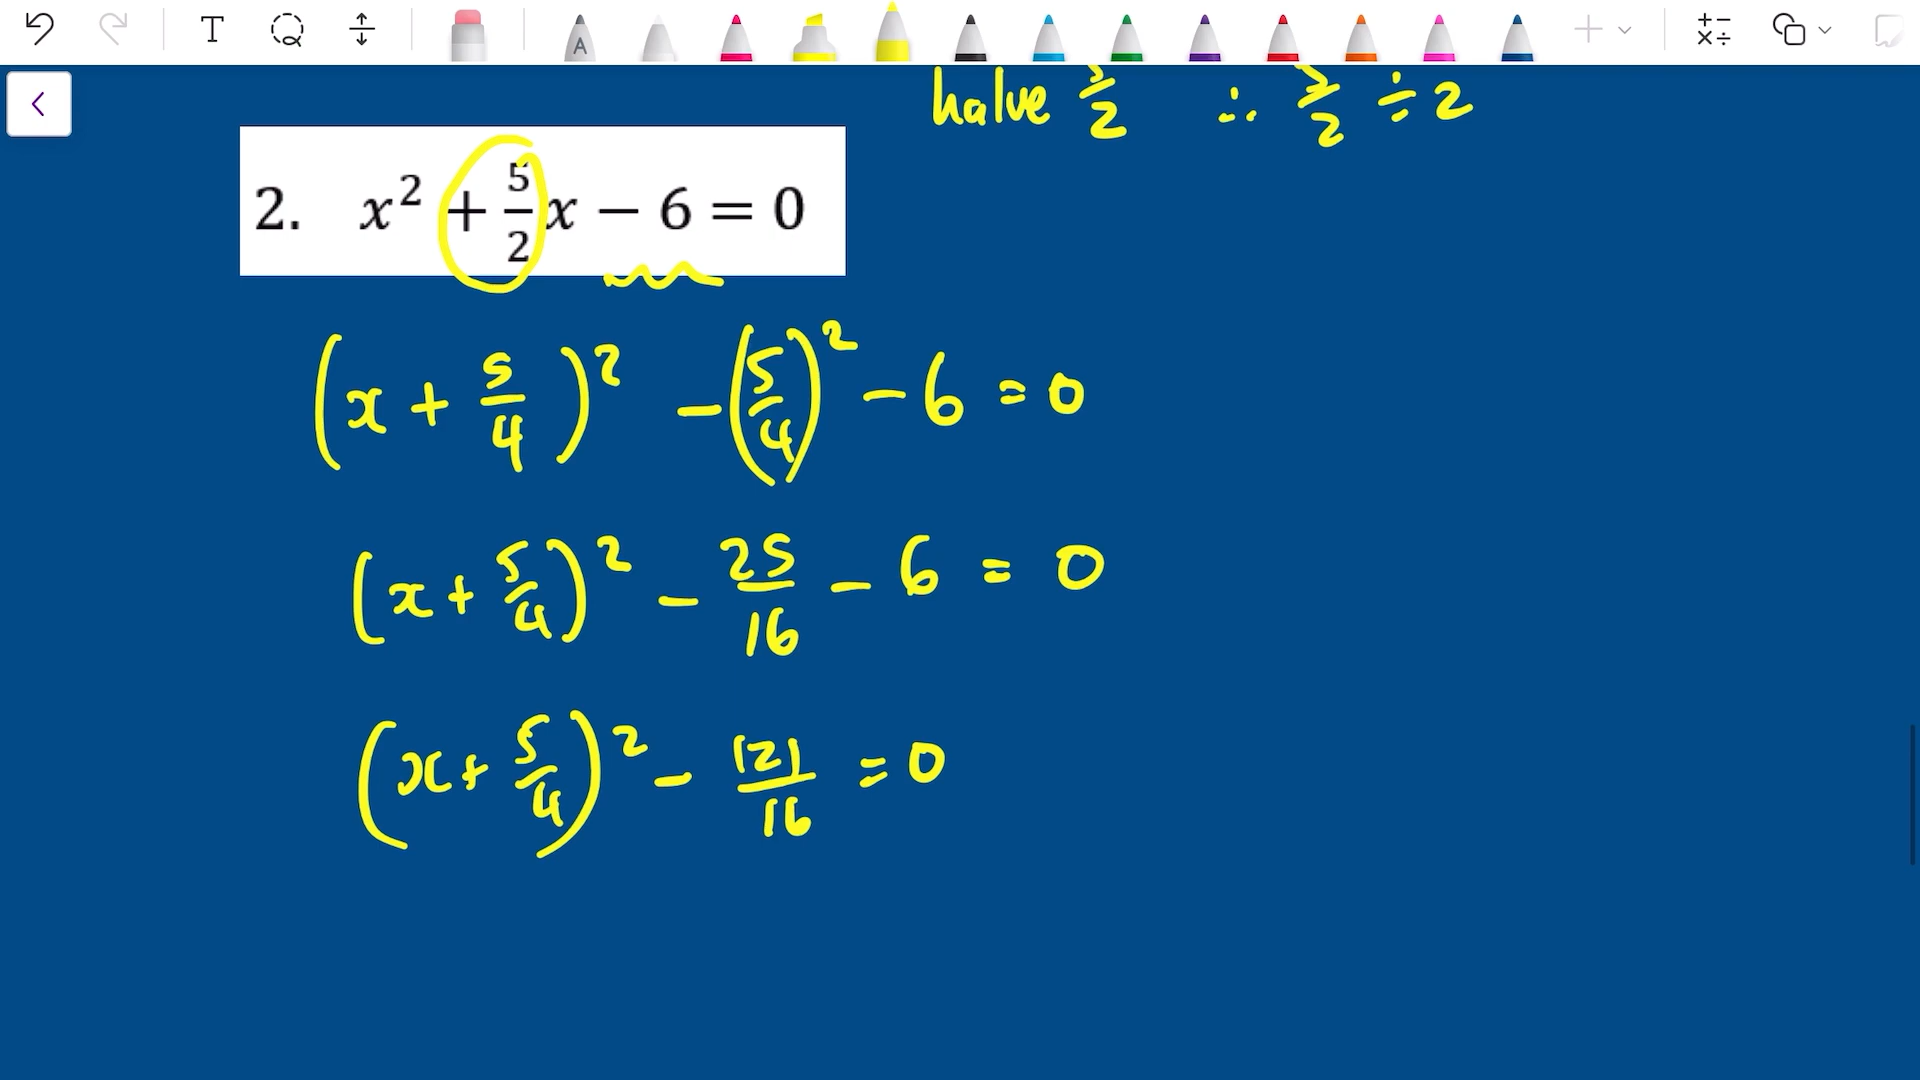 halve 5/2 ∴ 5/2 ÷ 2
2. x² + 5/2 x − 6 = 0
(x + 5/4)² − (5/4)² − 6 = 0
(x + 5/4)² − 25/16 − 6 = 0
(x + 5/4)² − 121/16 = 0